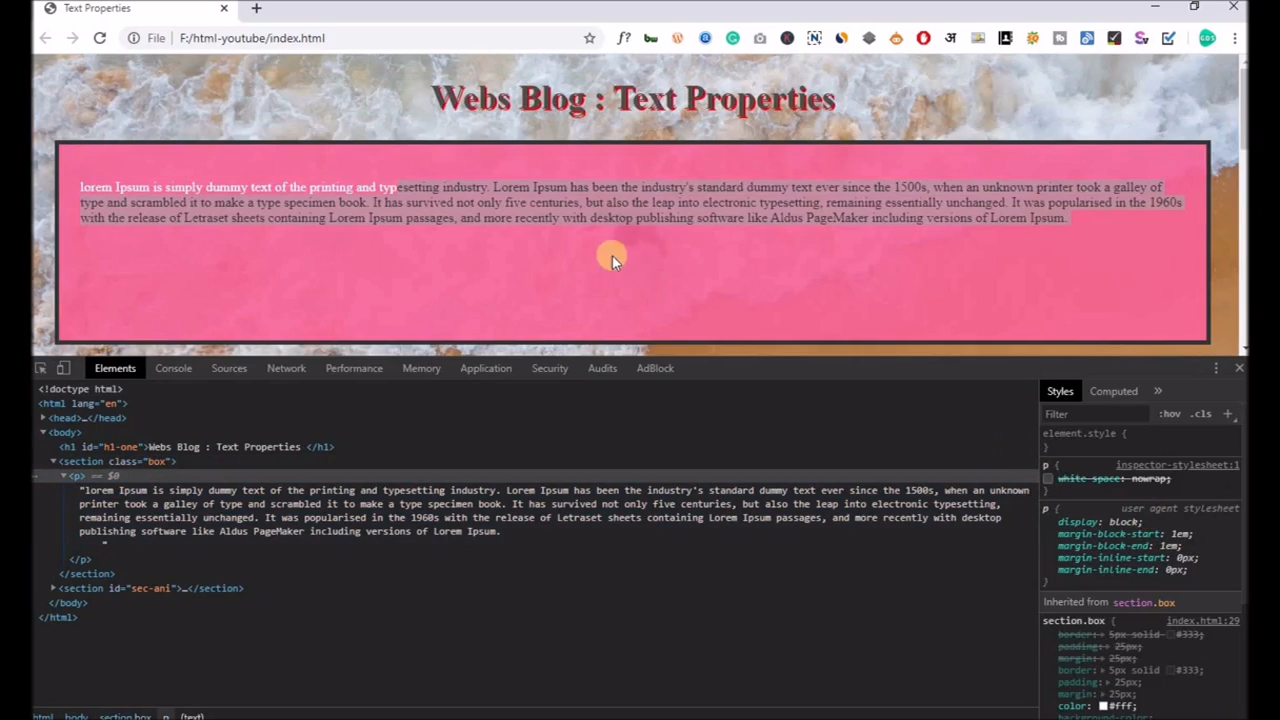 Text Properties
File F:/html-youtube/index.html
Webs Blog : Text Properties
lorem Ipsum is simply dummy text of the printing and typesetting industry. Lorem Ipsum has been the industry's standard dummy text ever since the 1500s, when an unknown printer took a galley of
type and scrambled it to make a type specimen book. It has survived not only five centuries, but also the leap into electronic typesetting, remaining essentially unchanged. It was popularised in the 1960s
with the release of Letraset sheets containing Lorem Ipsum passages, and more recently with desktop publishing software like Aldus PageMaker including versions of Lorem Ipsum.
Elements Console Sources Network Performance Memory Application Security Audits AdBlock
<!doctype html>
<html lang="en">
<head>…</head>
<body>
<h1 id="h1-one">Webs Blog : Text Properties </h1>
<section class="box">
<p> == $0
"lorem Ipsum is simply dummy text of the printing and typesetting industry. Lorem Ipsum has been the industry's standard dummy text ever since the 1500s, when an unknown
printer took a galley of type and scrambled it to make a type specimen book. It has survived not only five centuries, but also the leap into electronic typesetting,
remaining essentially unchanged. It was popularised in the 1960s with the release of Letraset sheets containing Lorem Ipsum passages, and more recently with desktop
publishing software like Aldus PageMaker including versions of Lorem Ipsum.
"
</p>
</section>
<section id="sec-ani">…</section>
</body>
</html>
html body section.box p (text)
Styles Computed »
Filter :hov .cls +
element.style {
}
p { inspector-stylesheet:1
white-space: nowrap;
}
p { user agent stylesheet
display: block;
margin-block-start: 1em;
margin-block-end: 1em;
margin-inline-start: 0px;
margin-inline-end: 0px;
}
Inherited from section.box
section.box { index.html:29
border: 5px solid #333;
padding: 25px;
margin: 25px;
border: 5px solid #333;
padding: 25px;
margin: 25px;
color: #fff;